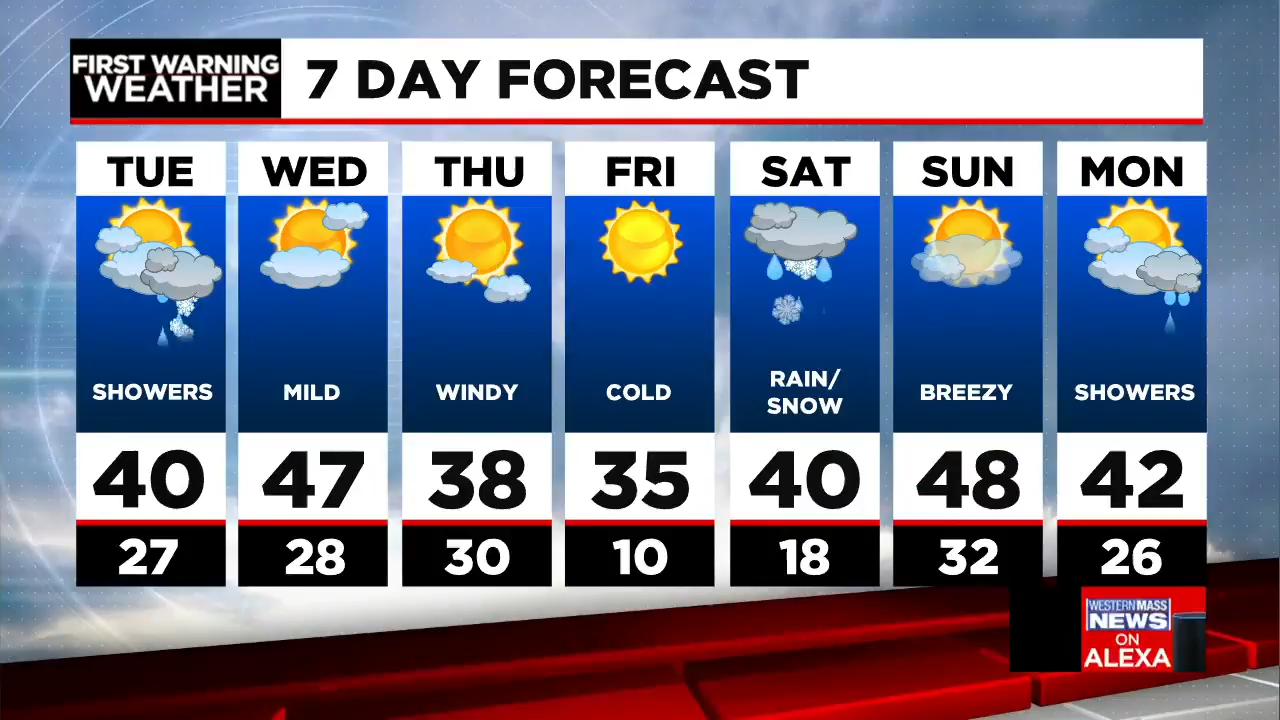 FIRST WARNING
WEATHER
7 DAY FORECAST
TUE WED THU FRI SAT SUN MON
SHOWERS MILD WINDY COLD RAIN/ SNOW BREEZY SHOWERS
40 47 38 35 40 48 42
27 28 30 10 18 32 26
WESTERN MASS
NEWS
ON
ALEXA